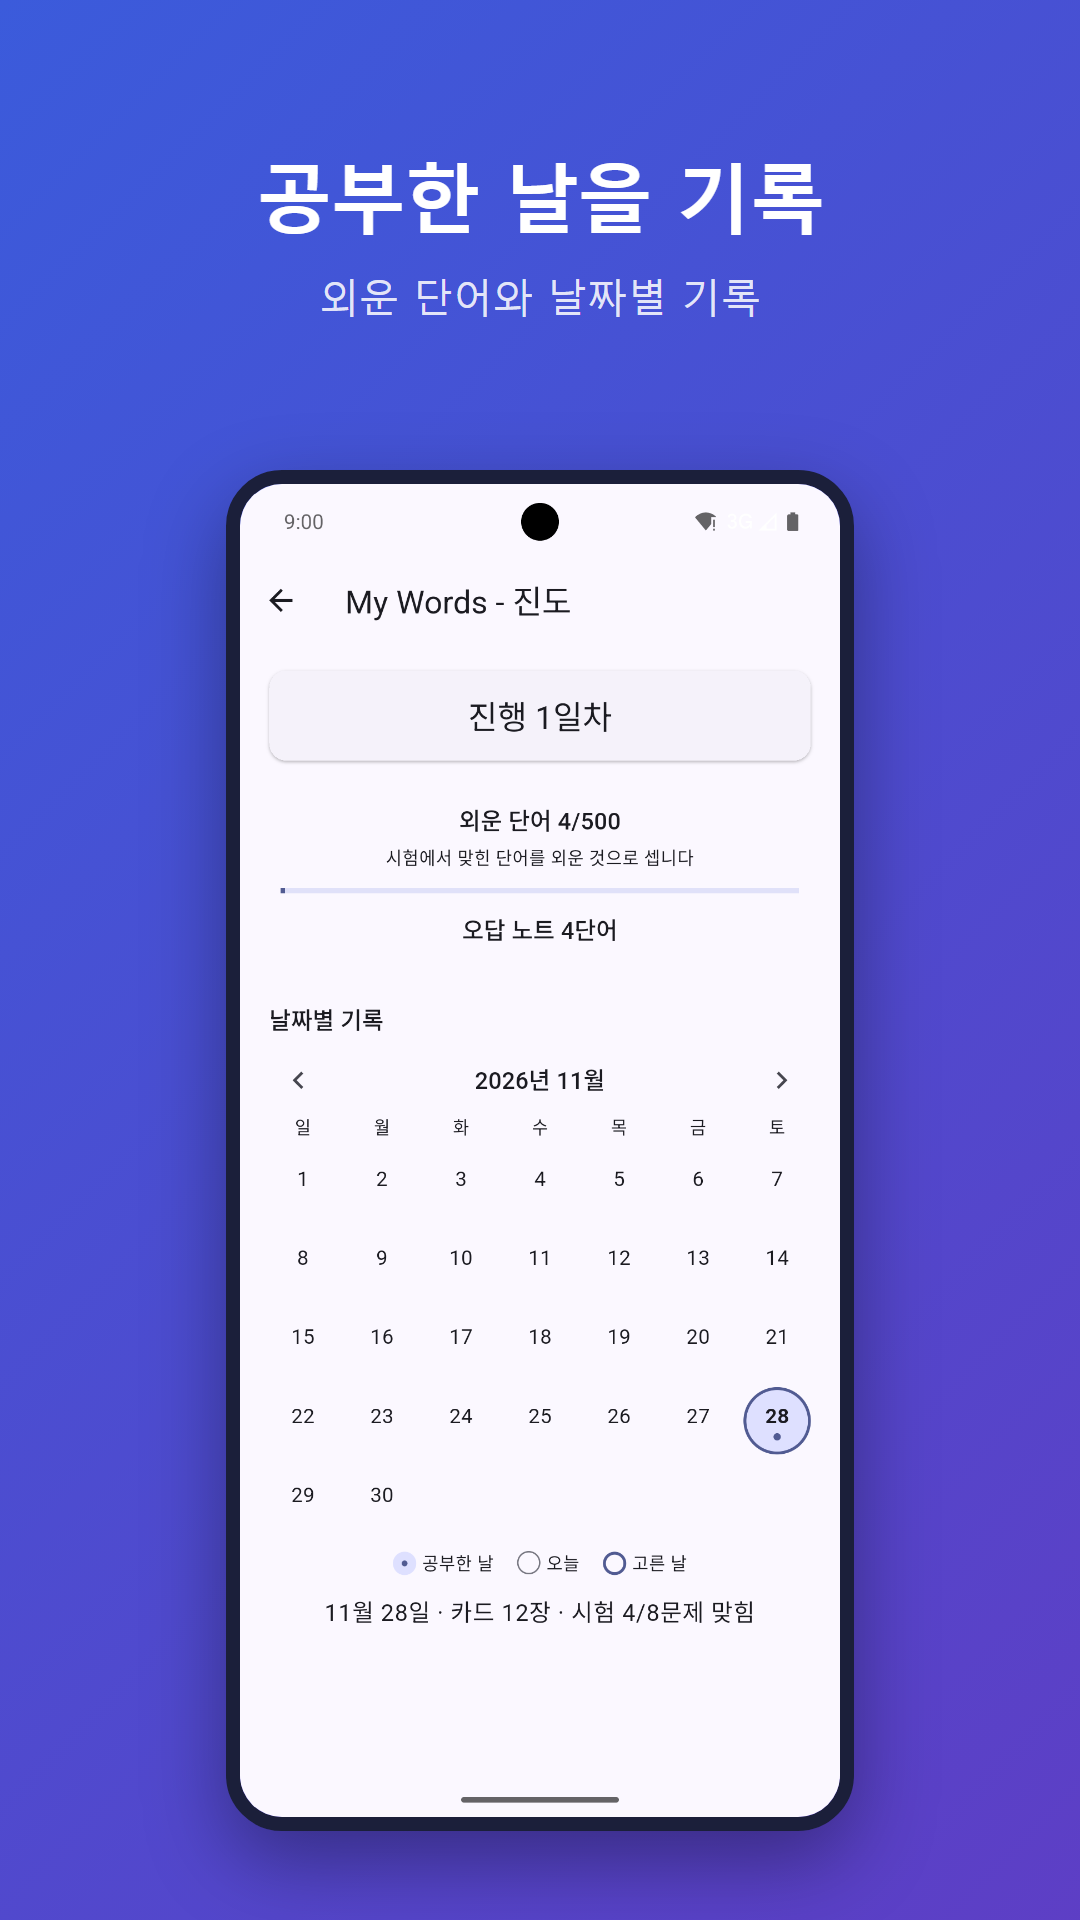 공부한 날을 기록
외운 단어와 날짜별 기록
9:00 3G
My Words - 진도
진행 1일차
외운 단어 4/500
시험에서 맞힌 단어를 외운 것으로 셉니다
오답 노트 4단어
날짜별 기록
2026년 11월
일 월 화 수 목 금 토
1 2 3 4 5 6 7
8 9 10 11 12 13 14
15 16 17 18 19 20 21
22 23 24 25 26 27 28
29 30
공부한 날 오늘 고른 날
11월 28일 · 카드 12장 · 시험 4/8문제 맞힘